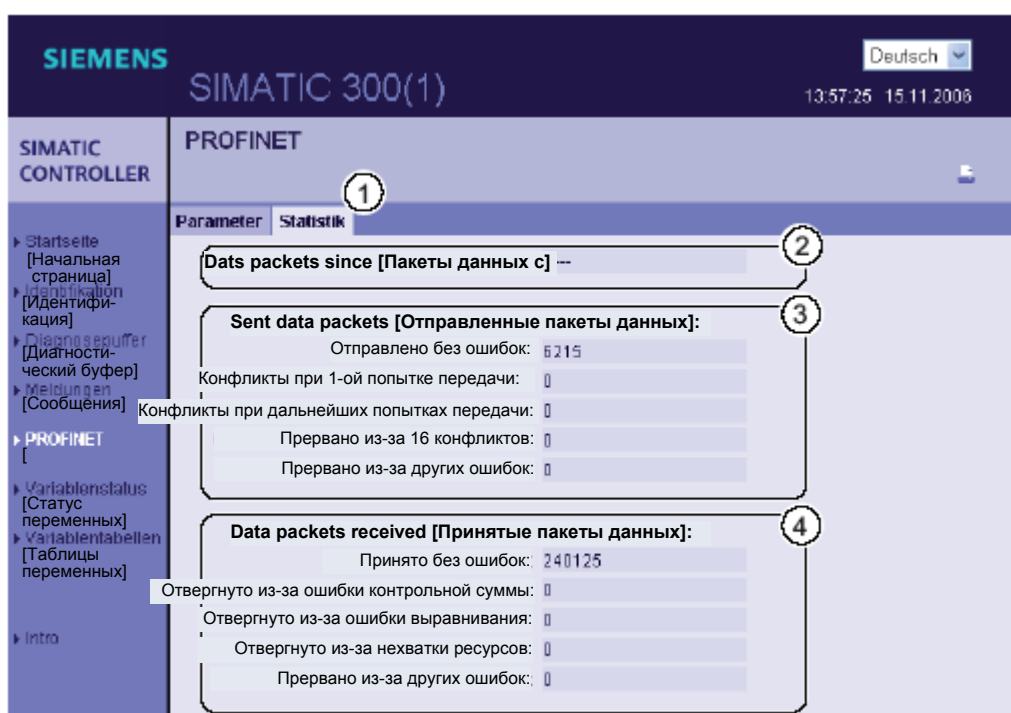 SIEMENS
SIMATIC 300(1)
Deutsch
13:57:25 15.11.2006
SIMATIC
CONTROLLER
PROFINET
1
Parameter Statistik
Startseite
[Начальная
страница]
Identifikation
[Идентифи-
кация]
Diagnosepuffer
[Диагности-
ческий буфер]
Meldungen
[Сообщения]
PROFINET
[
Variablenstatus
[Статус
переменных]
Variablentabellen
[Таблицы
переменных]
Intro
Dats packets since [Пакеты данных с] ---
2
Sent data packets [Отправленные пакеты данных]:
3
Отправлено без ошибок: 6215
Конфликты при 1-ой попытке передачи: 0
Конфликты при дальнейших попытках передачи: 0
Прервано из-за 16 конфликтов: 0
Прервано из-за других ошибок: 0
Data packets received [Принятые пакеты данных]:
4
Принято без ошибок: 240125
Отвергнуто из-за ошибки контрольной суммы: 0
Отвергнуто из-за ошибки выравнивания: 0
Отвергнуто из-за нехватки ресурсов: 0
Прервано из-за других ошибок: 0